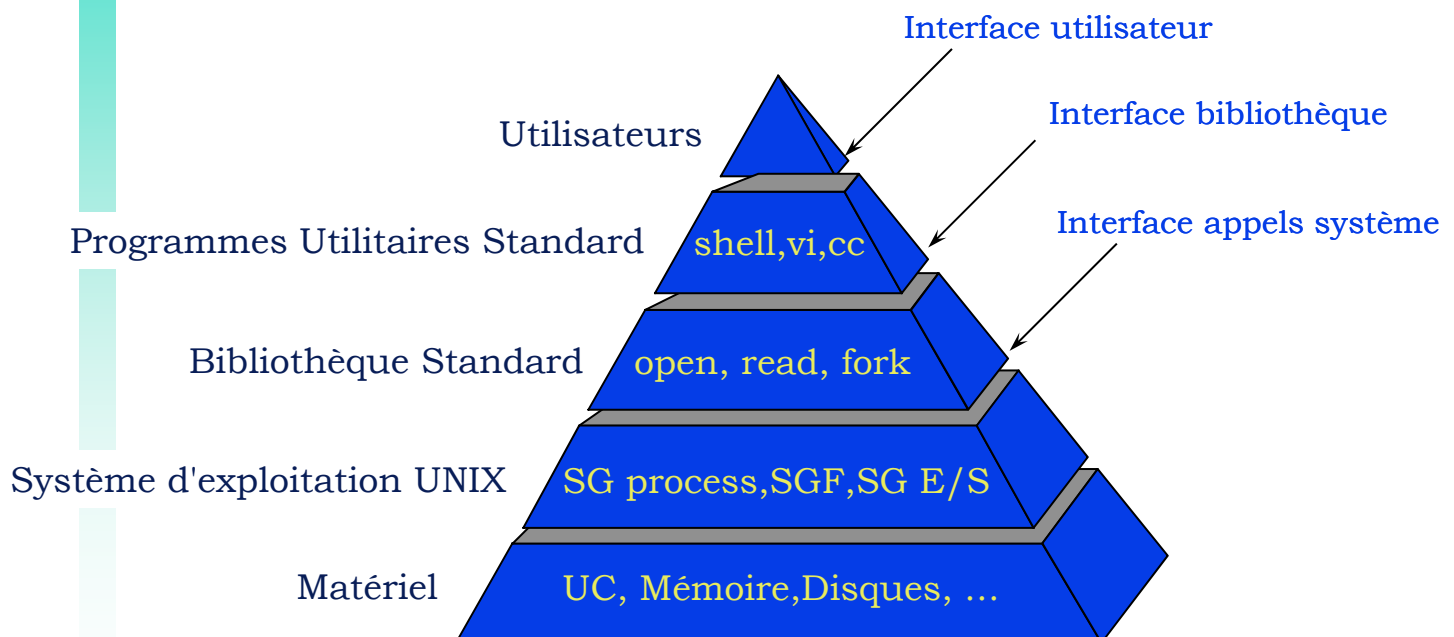 Interface utilisateur
Interface bibliothèque
Utilisateurs
Interface appels système
Programmes Utilitaires Standard
shell,vi,cc
Bibliothèque Standard
open, read, fork
Système d'exploitation UNIX
SG process,SGF,SG E/S
Matériel
UC, Mémoire,Disques, ...